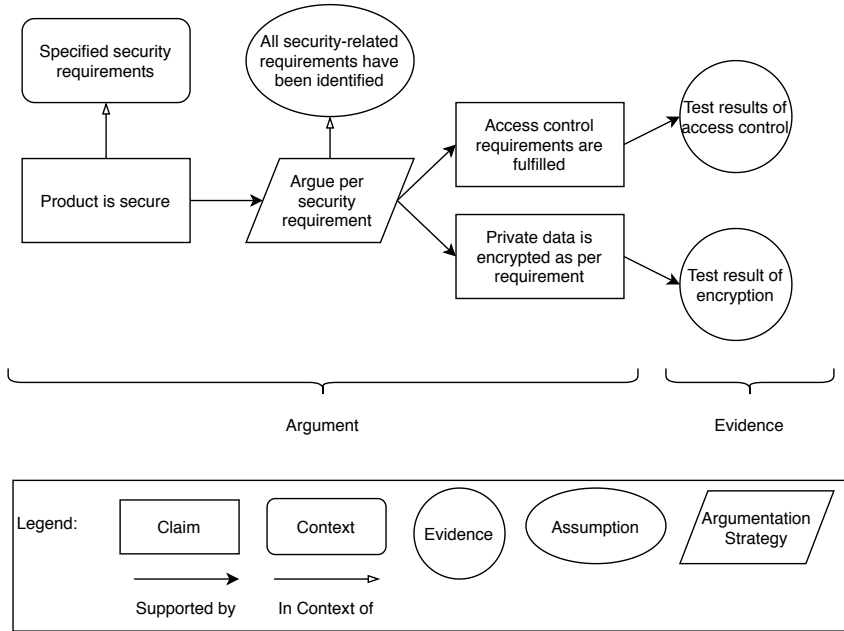 Specified security
requirements
All security-related
requirements have
been identified
Product is secure
Argue per
security
requirement
Access control
requirements are
fulfilled
Private data is
encrypted as per
requirement
Test results of
access control
Test result of
encryption
Argument
Evidence
Legend:
Claim
Context
Evidence
Assumption
Argumentation
Strategy
Supported by
In Context of